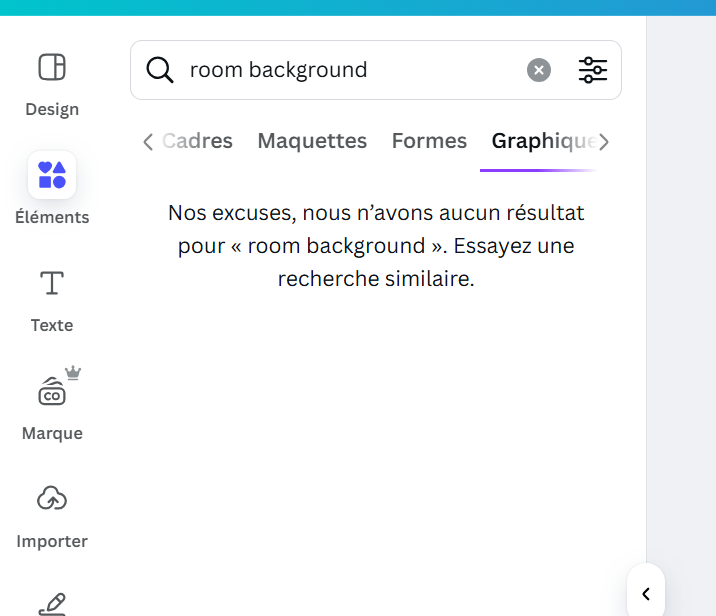 room background
Design
Cadres Maquettes Formes Graphique
Éléments
Nos excuses, nous n’avons aucun résultat
pour « room background ». Essayez une
recherche similaire.
Texte
CO
Marque
Importer